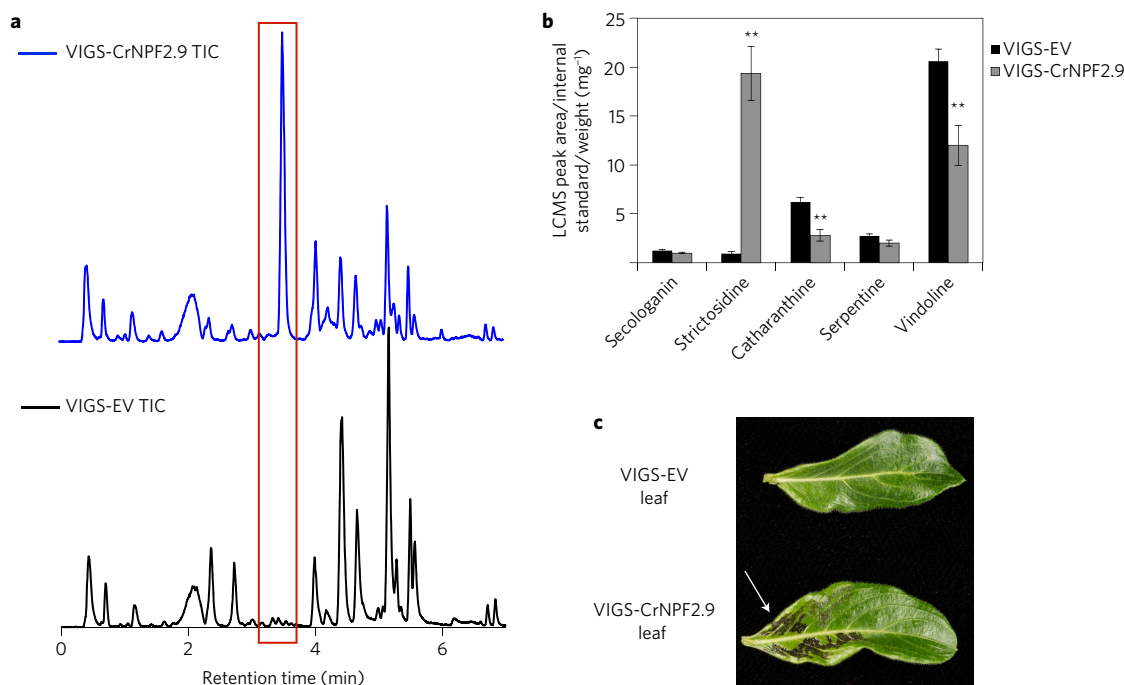 a
VIGS-CrNPF2.9 TIC
VIGS-EV TIC
0
2
4
6
Retention time (min)
b
LCMS peak area/internal
standard/weight (mg⁻¹)
25
20
15
10
5
**
**
**
VIGS-EV
VIGS-CrNPF2.9
Secologanin
Strictosidine
Catharanthine
Serpentine
Vindoline
c
VIGS-EV
leaf
VIGS-CrNPF2.9
leaf